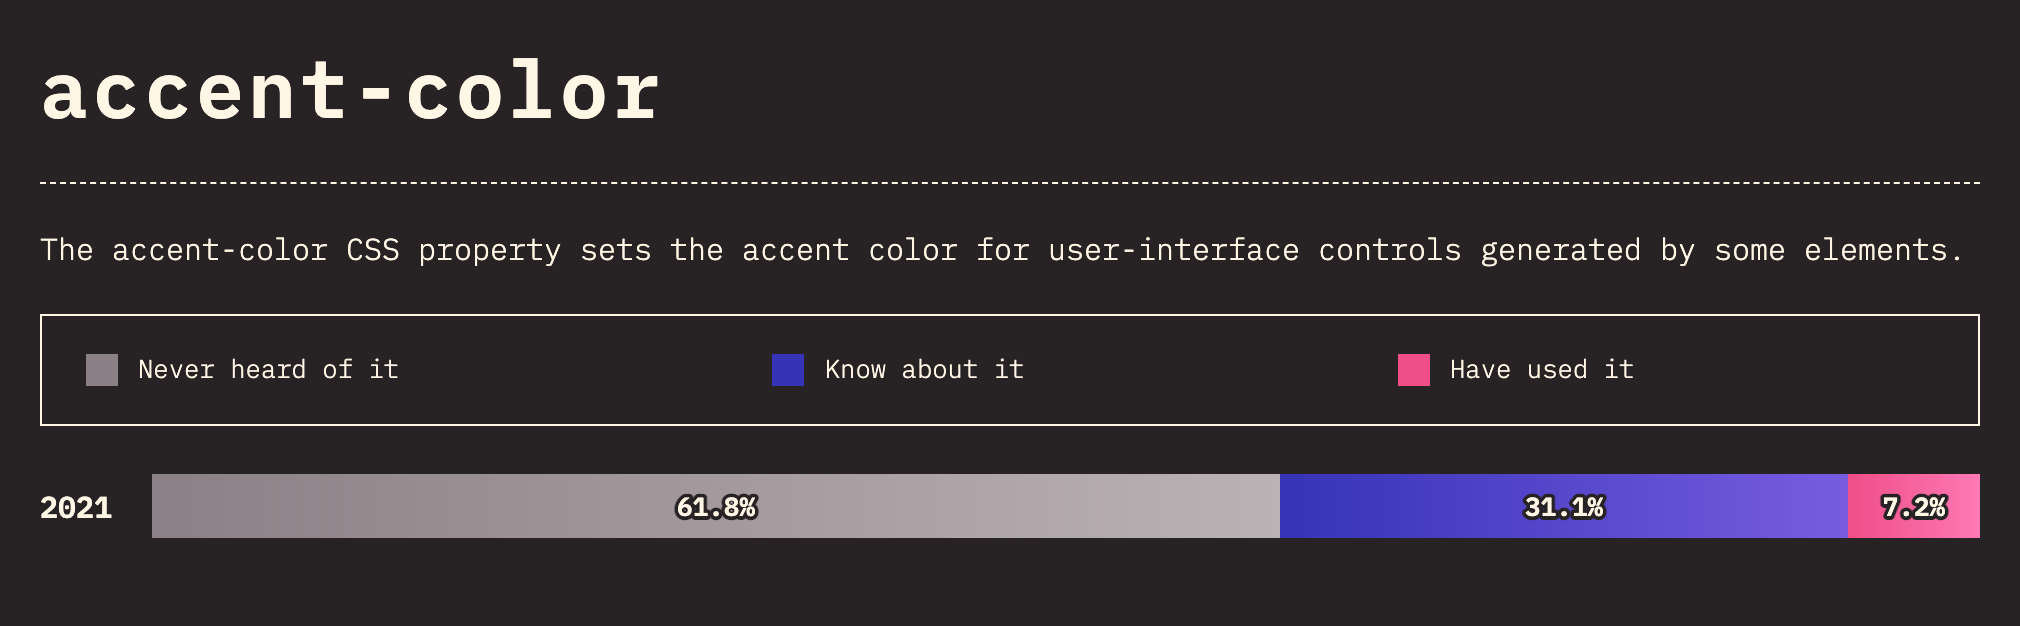 accent-color
The accent-color CSS property sets the accent color for user-interface controls generated by some elements.
Never heard of it Know about it Have used it
2021 61.8% 31.1% 7.2%